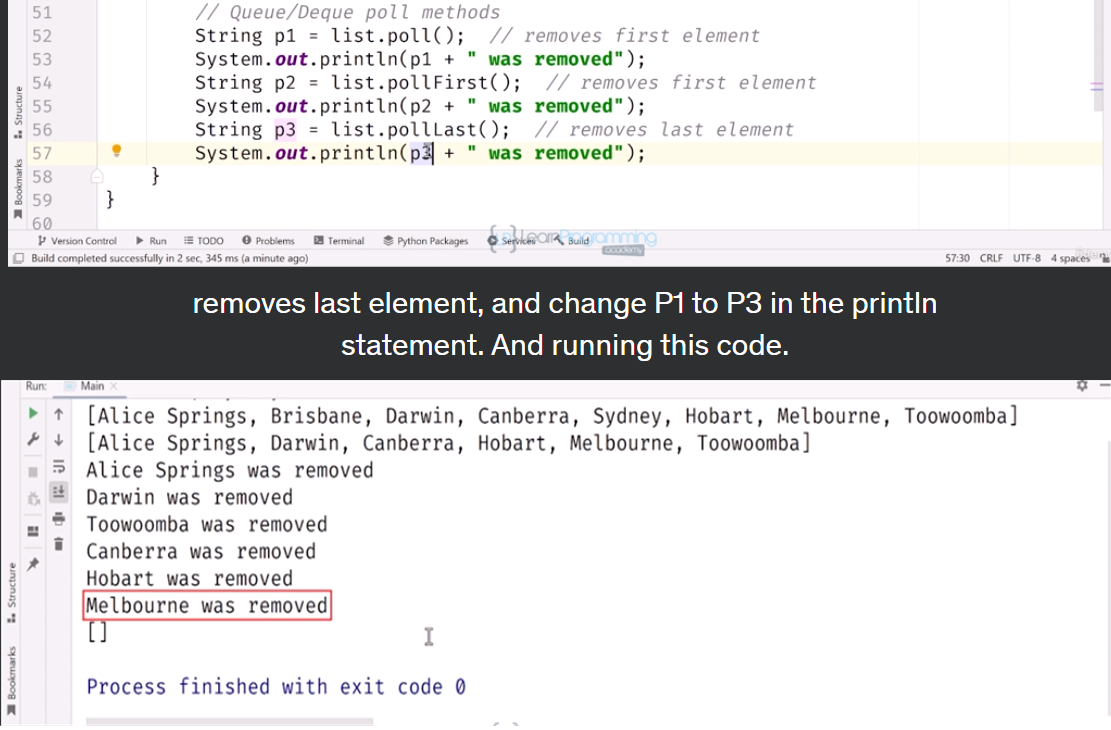 51 // Queue/Deque poll methods
52 String p1 = list.poll(); // removes first element
53 System.out.println(p1 + " was removed");
54 String p2 = list.pollFirst(); // removes first element
55 System.out.println(p2 + " was removed");
56 String p3 = list.pollLast(); // removes last element
57 System.out.println(p3 + " was removed");
58 }
59 }
60
Structure
Bookmarks
Version Control Run TODO Problems Terminal Python Packages Services Build
LearnProgramming
academy
Build completed successfully in 2 sec, 345 ms (a minute ago) 57:30 CRLF UTF-8 4 spaces
removes last element, and change P1 to P3 in the println
statement. And running this code.
Run: Main
[Alice Springs, Brisbane, Darwin, Canberra, Sydney, Hobart, Melbourne, Toowoomba]
[Alice Springs, Darwin, Canberra, Hobart, Melbourne, Toowoomba]
Alice Springs was removed
Darwin was removed
Toowoomba was removed
Canberra was removed
Hobart was removed
Melbourne was removed
[]
Process finished with exit code 0
Structure
Bookmarks